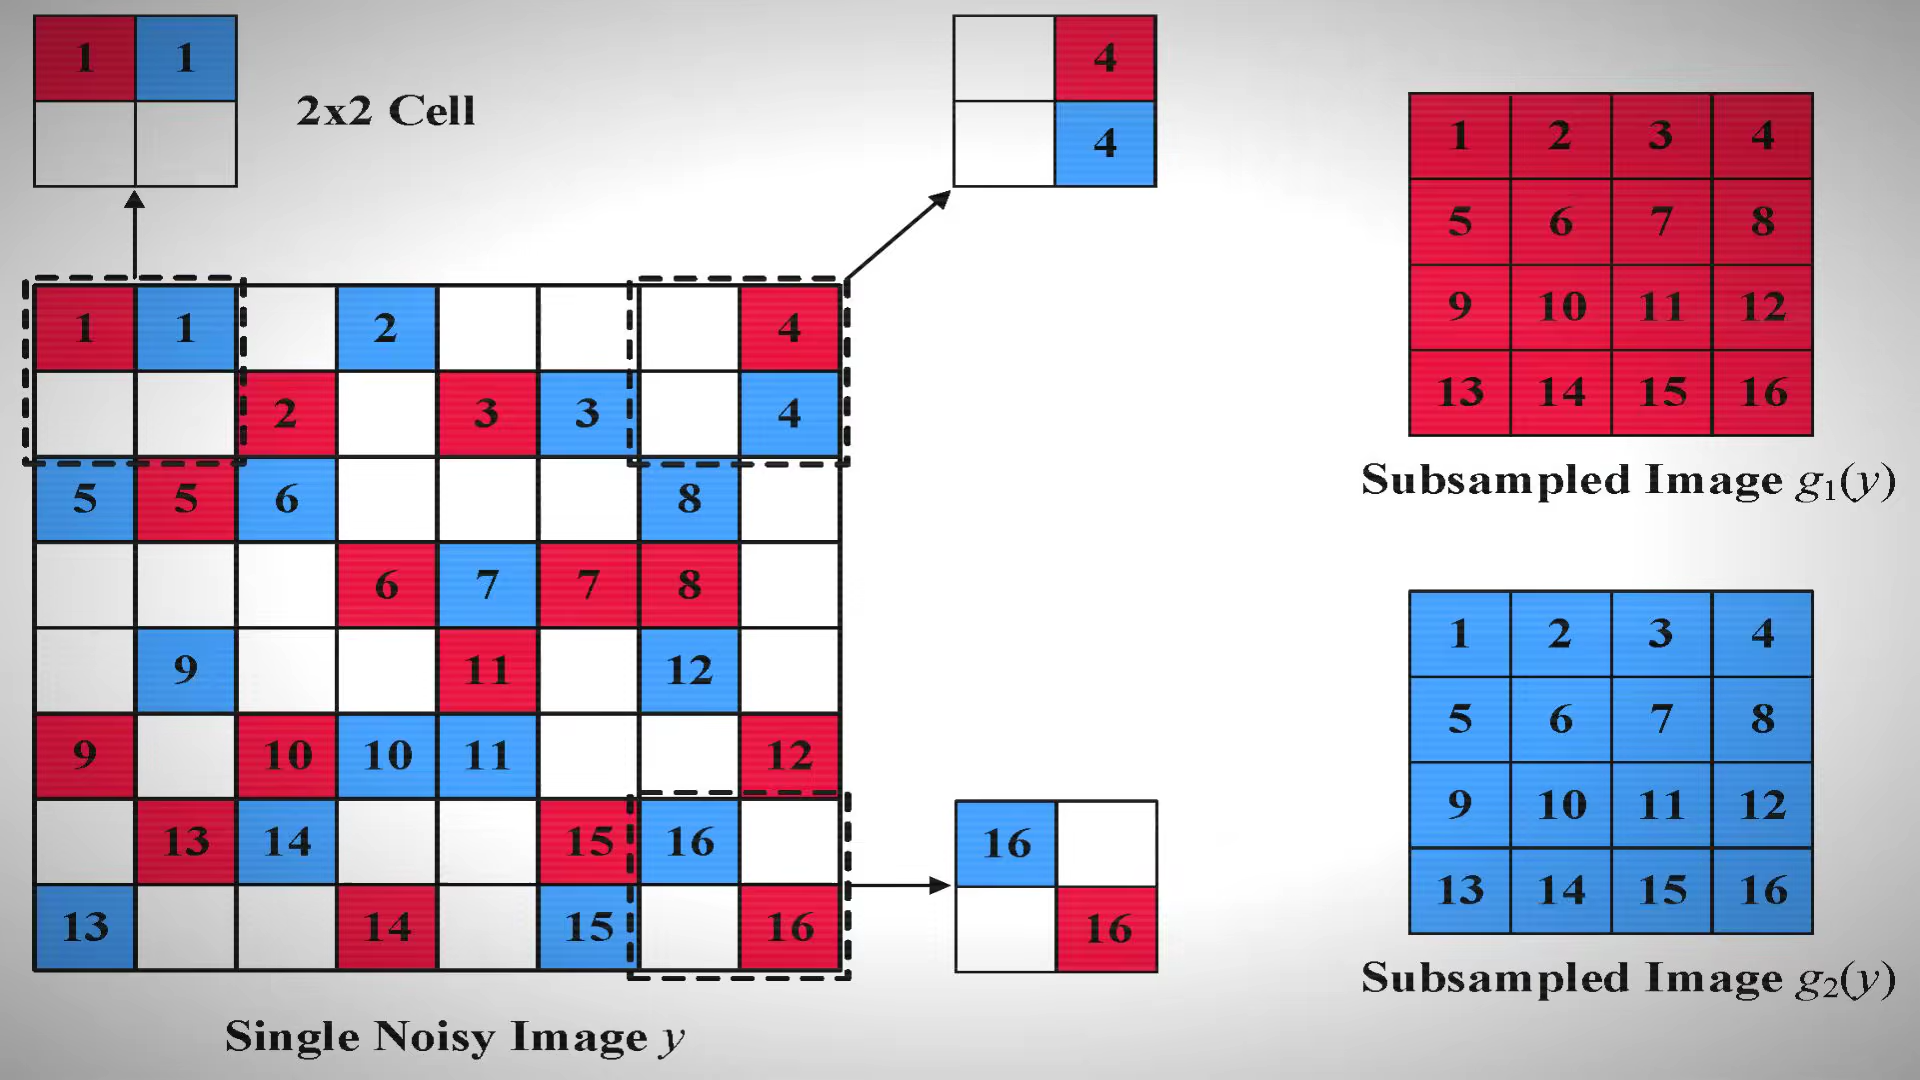 1 1
2x2 Cell
4
4
1 1 2 4
2 3 3 4
5 5 6 8
6 7 7 8
9 11 12
9 10 10 11 12
13 14 15 16
13 14 15 16
Single Noisy Image y
16
16
1 2 3 4
5 6 7 8
9 10 11 12
13 14 15 16
Subsampled Image g₁(y)
1 2 3 4
5 6 7 8
9 10 11 12
13 14 15 16
Subsampled Image g₂(y)